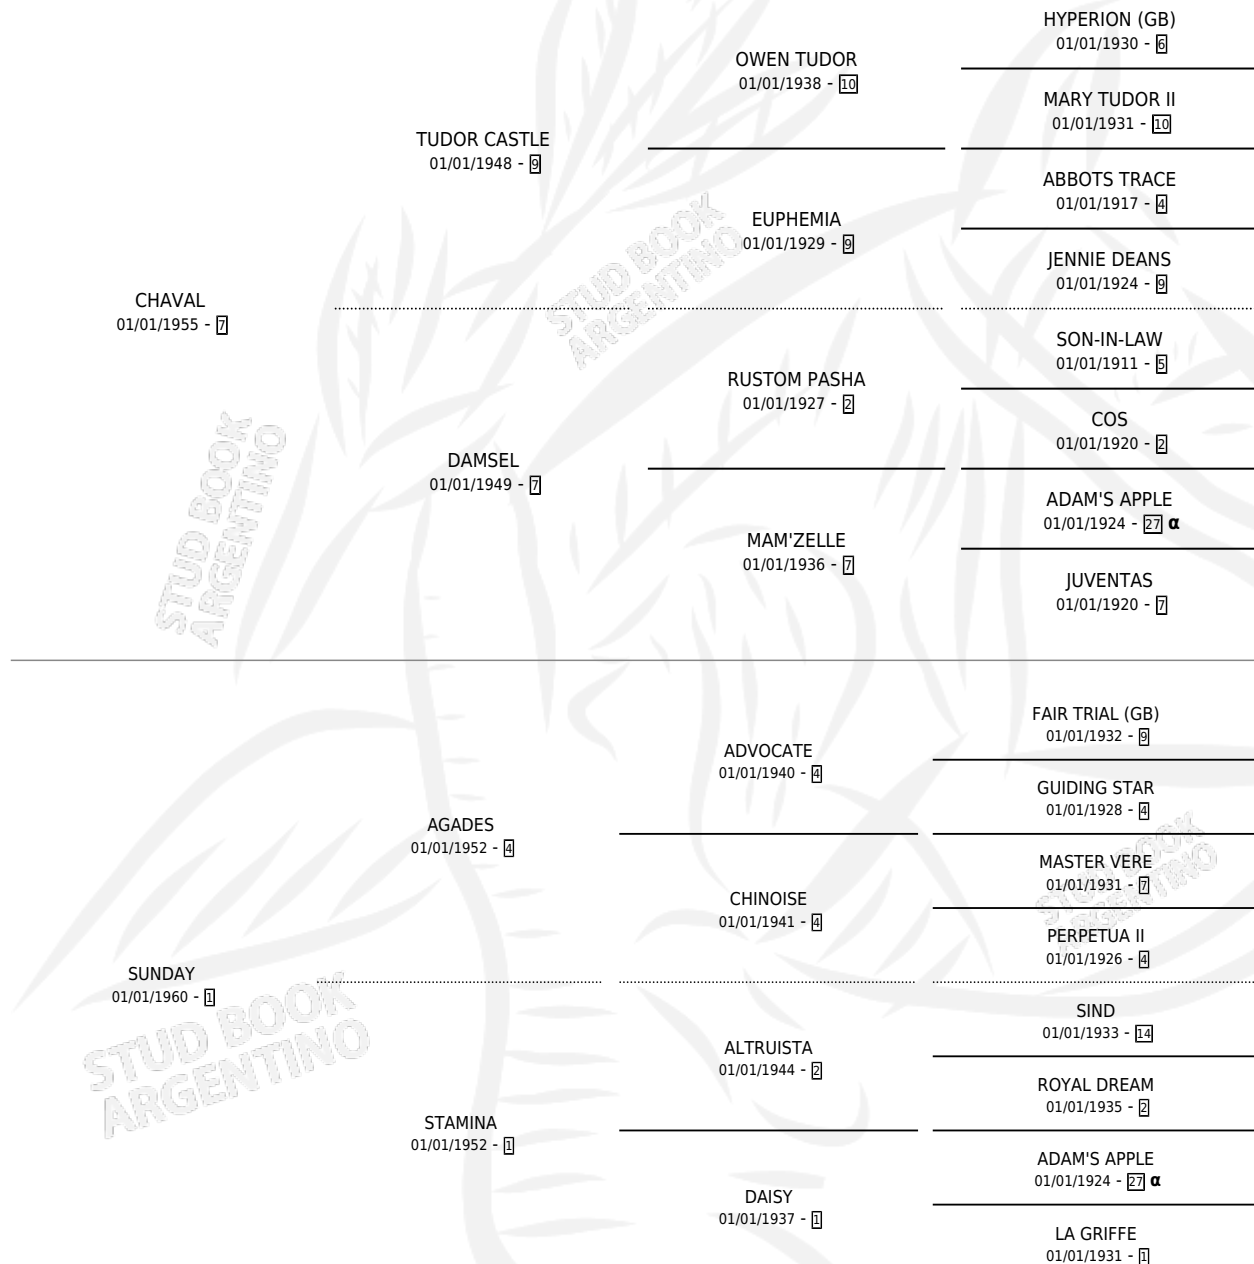 HYPERION (GB)
01/01/1930 - 6
OWEN TUDOR
01/01/1938 - 10
MARY TUDOR II
01/01/1931 - 10
TUDOR CASTLE
01/01/1948 - 9
ABBOTS TRACE
01/01/1917 - 4
EUPHEMIA
01/01/1929 - 9
JENNIE DEANS
01/01/1924 - 9
CHAVAL
01/01/1955 - 7
SON-IN-LAW
01/01/1911 - 5
RUSTOM PASHA
01/01/1927 - 2
COS
01/01/1920 - 2
DAMSEL
01/01/1949 - 7
ADAM'S APPLE
01/01/1924 - 27 α
MAM'ZELLE
01/01/1936 - 7
JUVENTAS
01/01/1920 - 7
FAIR TRIAL (GB)
01/01/1932 - 9
ADVOCATE
01/01/1940 - 4
GUIDING STAR
01/01/1928 - 4
AGADES
01/01/1952 - 4
MASTER VERE
01/01/1931 - 7
CHINOISE
01/01/1941 - 4
PERPETUA II
01/01/1926 - 4
SUNDAY
01/01/1960 - 1
SIND
01/01/1933 - 14
ALTRUISTA
01/01/1944 - 2
ROYAL DREAM
01/01/1935 - 2
STAMINA
01/01/1952 - 1
ADAM'S APPLE
01/01/1924 - 27 α
DAISY
01/01/1937 - 1
LA GRIFFE
01/01/1931 - 1
STUD BOOK
ARGENTINO
STUD BOOK
ARGENTINO
STUD BOOK
ARGENTINO
STUD BOOK
ARGENTINO